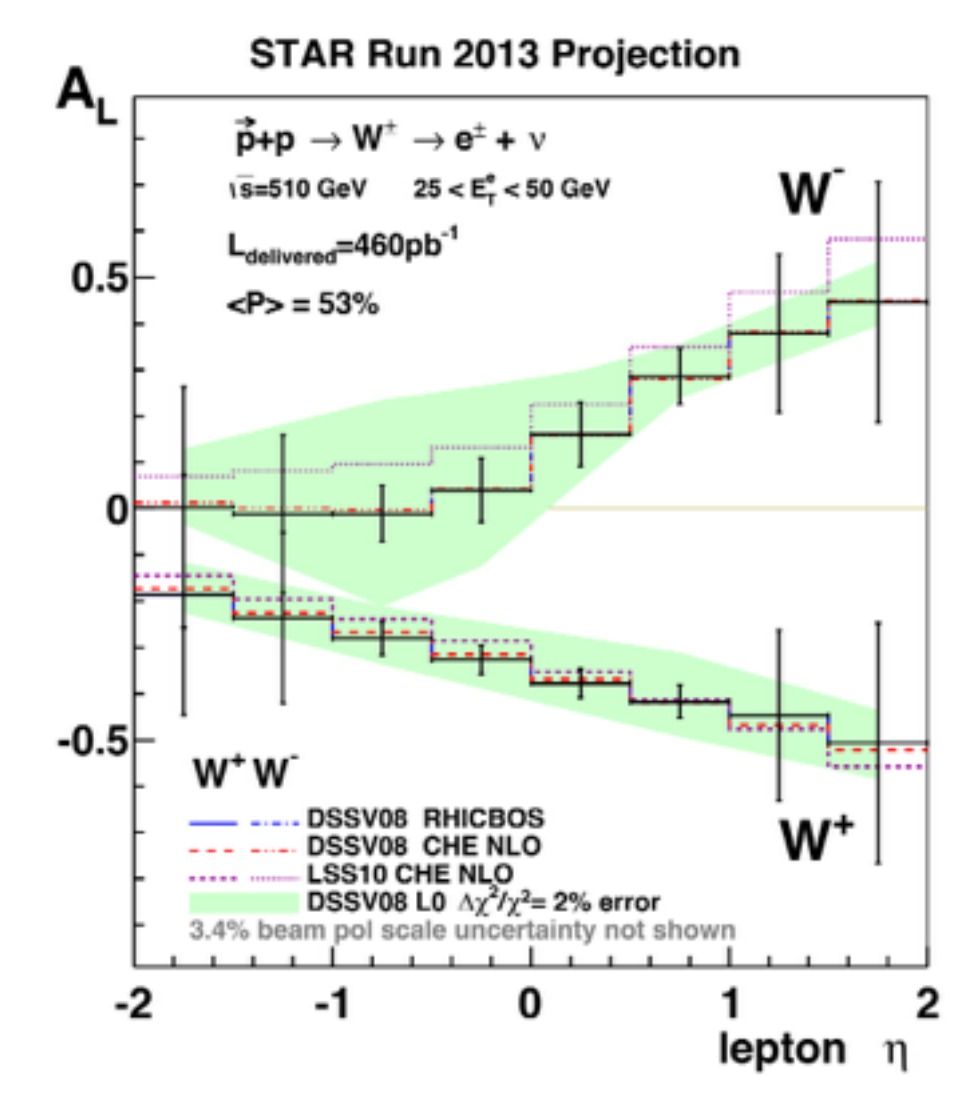 STAR Run 2013 Projection
A_L
p⃗+p → W± → e± + ν
√s=510 GeV 25 < E_T^e < 50 GeV
L_delivered=460pb^-1
<P> = 53%
W^-
0.5
0
-0.5
W^+ W^-
DSSV08 RHICBOS
DSSV08 CHE NLO
LSS10 CHE NLO
DSSV08 L0 Δχ²/χ²= 2% error
3.4% beam pol scale uncertainty not shown
W^+
-2 -1 0 1 2
lepton η